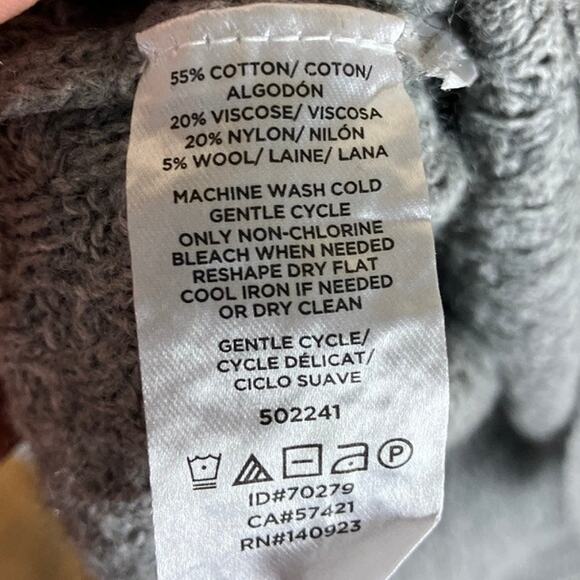 55% COTTON/ COTON/
ALGODÓN
20% VISCOSE/ VISCOSA
20% NYLON/ NILÓN
5% WOOL/ LAINE/ LANA
MACHINE WASH COLD
GENTLE CYCLE
ONLY NON-CHLORINE
BLEACH WHEN NEEDED
RESHAPE DRY FLAT
COOL IRON IF NEEDED
OR DRY CLEAN
GENTLE CYCLE/
CYCLE DÉLICAT/
CICLO SUAVE
502241
P
ID#70279
CA#57421
RN#140923